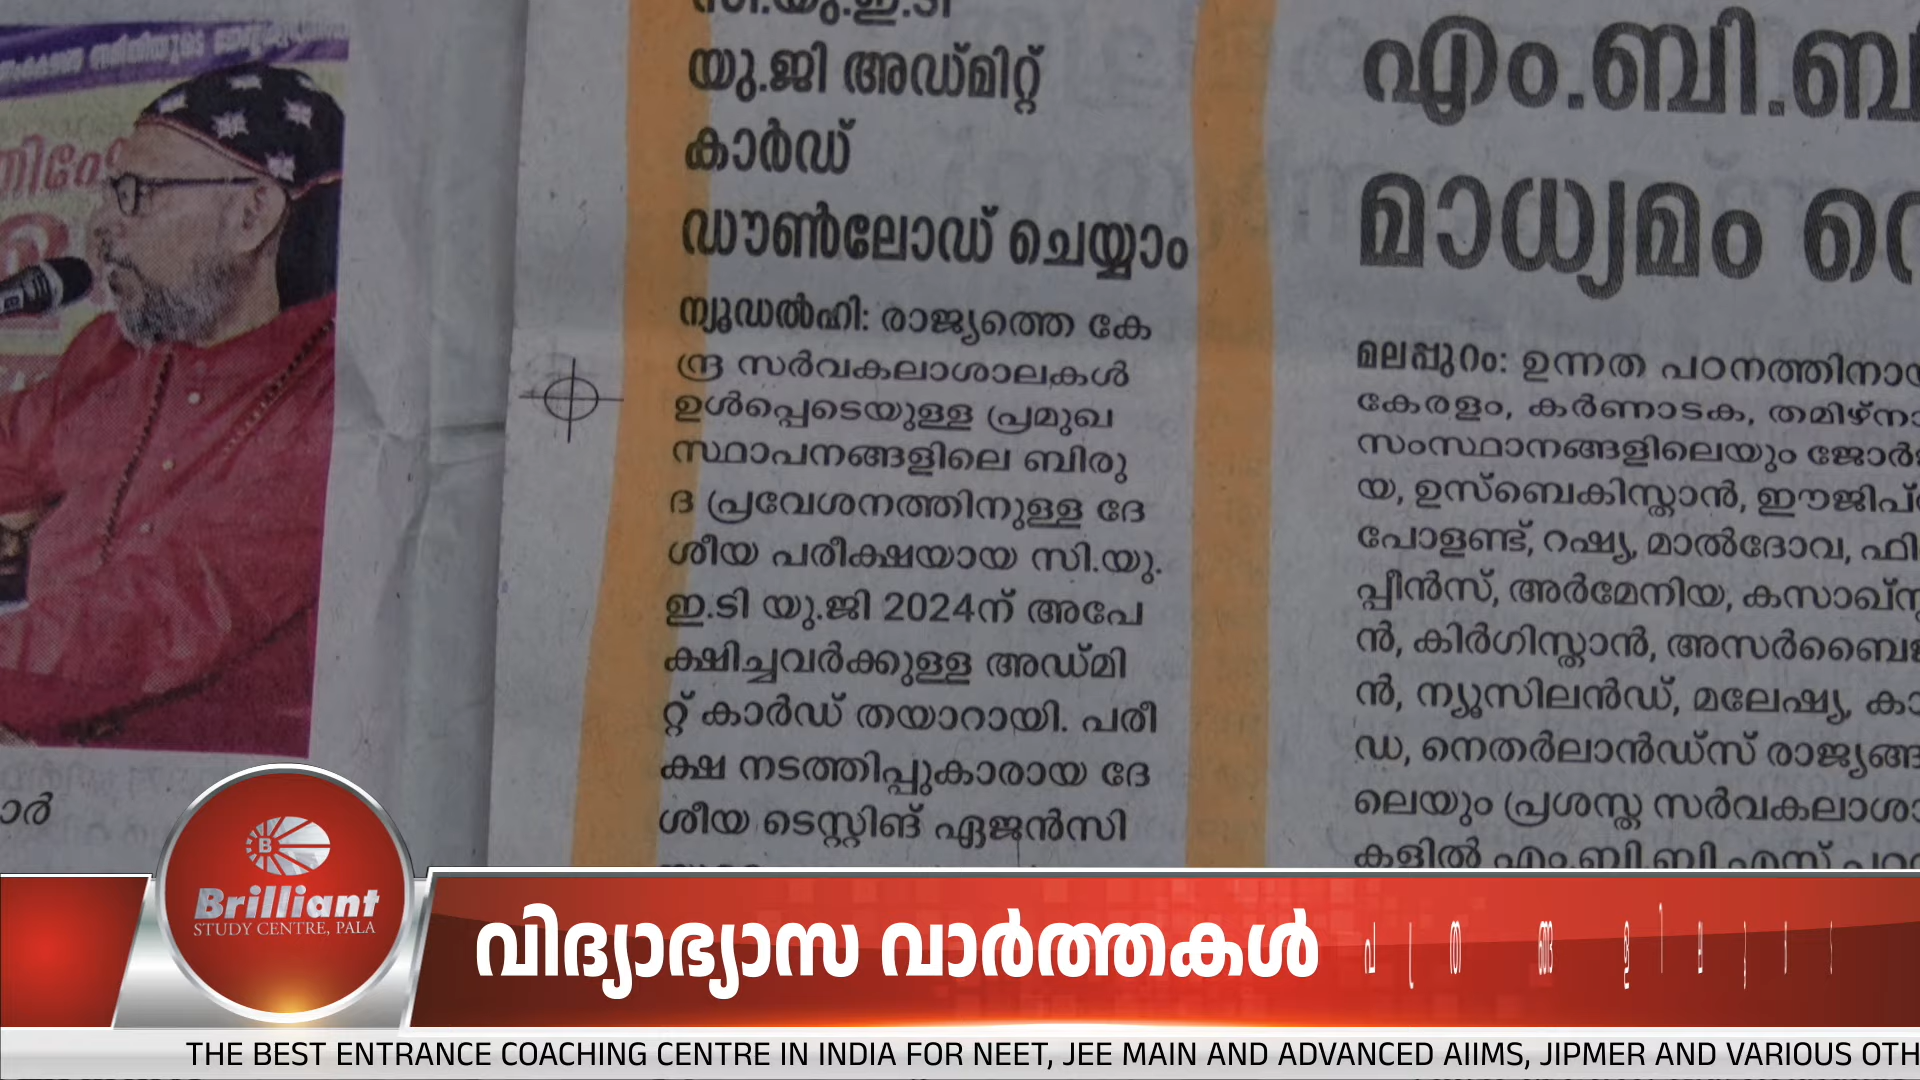 സി.യു.ഇ.ടി
യു.ജി അഡ്മിറ്റ്
കാർഡ്
ഡൗൺലോഡ് ചെയ്യാം
ന്യൂഡൽഹി: രാജ്യത്തെ കേ
ന്ദ്ര സർവകലാശാലകൾ
ഉൾപ്പെടെയുള്ള പ്രമുഖ
സ്ഥാപനങ്ങളിലെ ബിരു
ദ പ്രവേശനത്തിനുള്ള ദേ
ശീയ പരീക്ഷയായ സി.യു.
ഇ.ടി യു.ജി 2024ന് അപേ
ക്ഷിച്ചവർക്കുള്ള അഡ്മി
റ്റ് കാർഡ് തയാറായി. പരീ
ക്ഷ നടത്തിപ്പുകാരായ ദേ
ശീയ ടെസ്റ്റിങ് ഏജൻസി
എം.ബി.ബി
മാധ്യമം
മലപ്പുറം: ഉന്നത പഠനത്തിനായ
കേരളം, കർണാടക, തമിഴ്നാ
സംസ്ഥാനങ്ങളിലെയും ജോർ
യ, ഉസ്ബെകിസ്താൻ, ഈജിപ്
പോളണ്ട്, റഷ്യ, മാൽദോവ, ഫി
പ്പീൻസ്, അർമേനിയ, കസാഖ്സ്
ൻ, കിർഗിസ്താൻ, അസർബൈജ
ൻ, ന്യൂസിലൻഡ്, മലേഷ്യ, കാ
ഡ, നെതർലാൻഡ്സ് രാജ്യങ്ങ
ലെയും പ്രശസ്ത സർവകലാശാ
കളിൽ എം.ബി.ബി.എസ്
ാർ
B
Brilliant
STUDY CENTRE, PALA
വിദ്യാഭ്യാസ വാർത്തകൾ
THE BEST ENTRANCE COACHING CENTRE IN INDIA FOR NEET, JEE MAIN AND ADVANCED AIIMS, JIPMER AND VARIOUS OTH